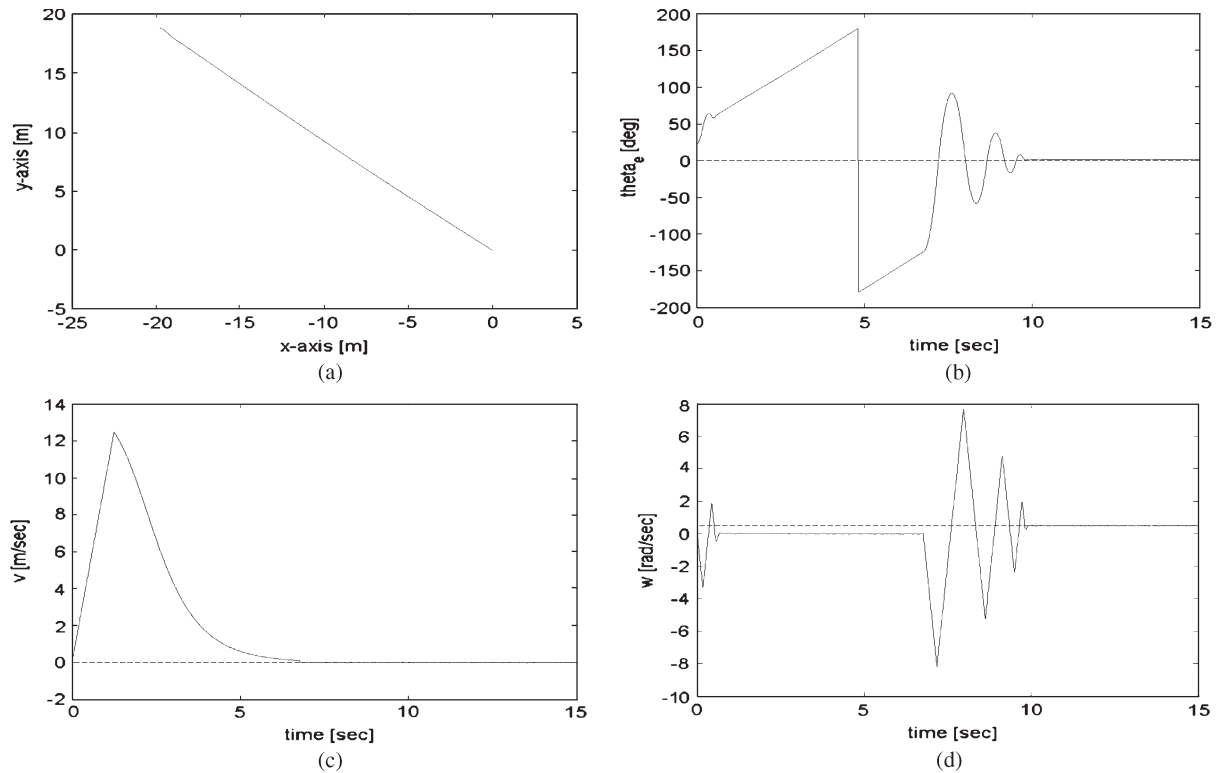 20
15
10
5
0
-5
y-axis [m]
-25 -20 -15 -10 -5 0 5
x-axis [m]
(a)
200
150
100
50
0
-50
-100
-150
-200
theta_e [deg]
0 5 10 15
time [sec]
(b)
14
12
10
8
6
4
2
0
-2
v [m/sec]
0 5 10 15
time [sec]
(c)
8
6
4
2
0
-2
-4
-6
-8
-10
w [rad/sec]
0 5 10 15
time [sec]
(d)